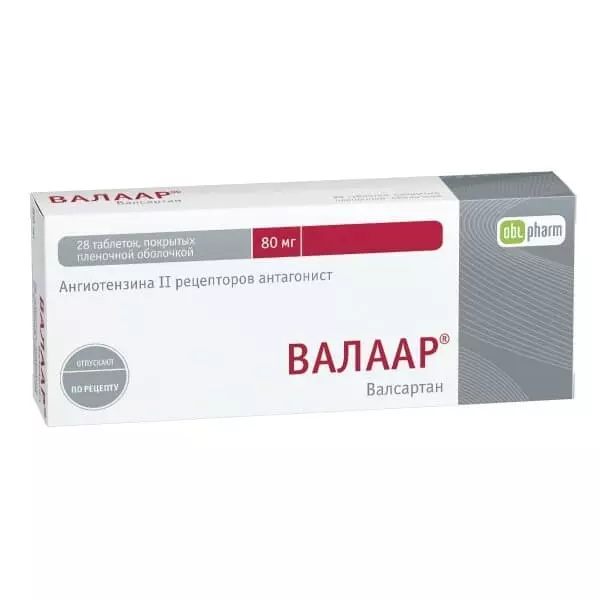 ВАЛААР®
Валсартан
28 таблеток, покрытых
пленочной оболочкой
80 мг
Ангиотензина II рецепторов антагонист
obl pharm
ОТПУСКАЮТ
ПО РЕЦЕПТУ
ВАЛААР®
Валсартан
ВАЛААР®